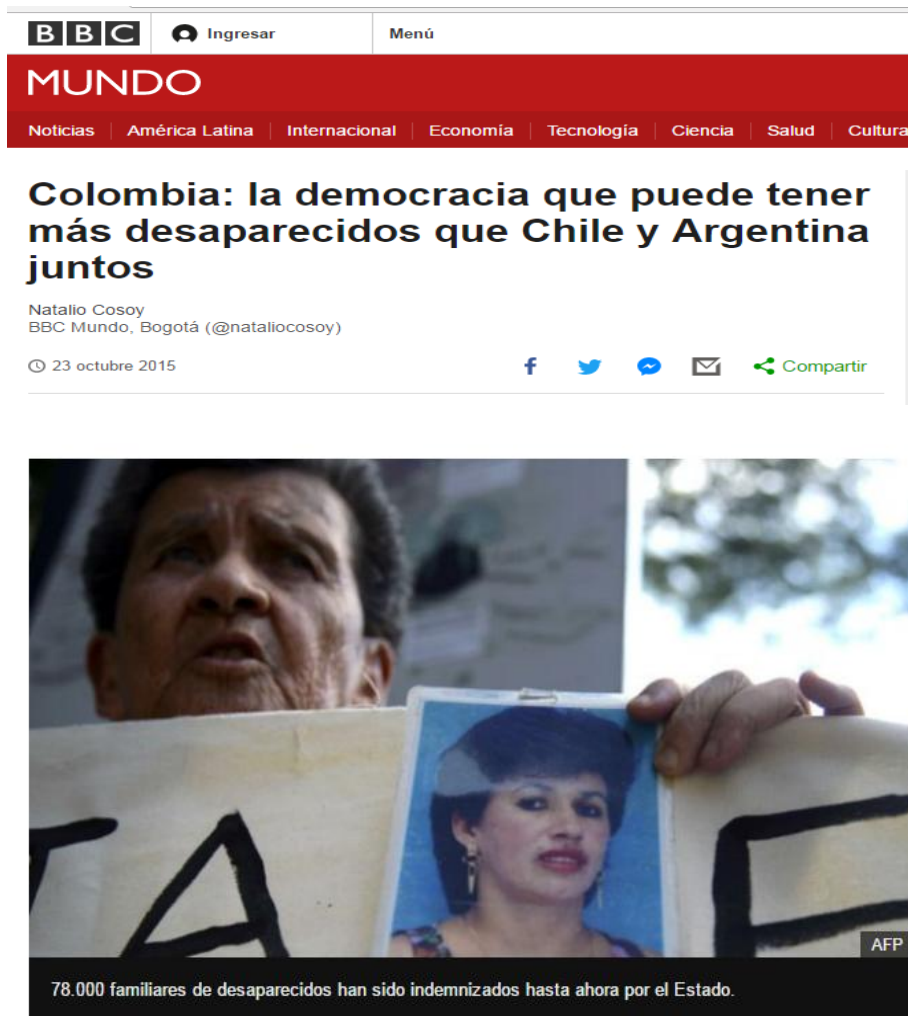 BBC Ingresar Menú
MUNDO
Noticias América Latina Internacional Economía Tecnología Ciencia Salud Cultura
Colombia: la democracia que puede tener
más desaparecidos que Chile y Argentina
juntos
Natalio Cosoy
BBC Mundo, Bogotá (@nataliocosoy)
23 octubre 2015
Compartir
TA E
AFP
78.000 familiares de desaparecidos han sido indemnizados hasta ahora por el Estado.